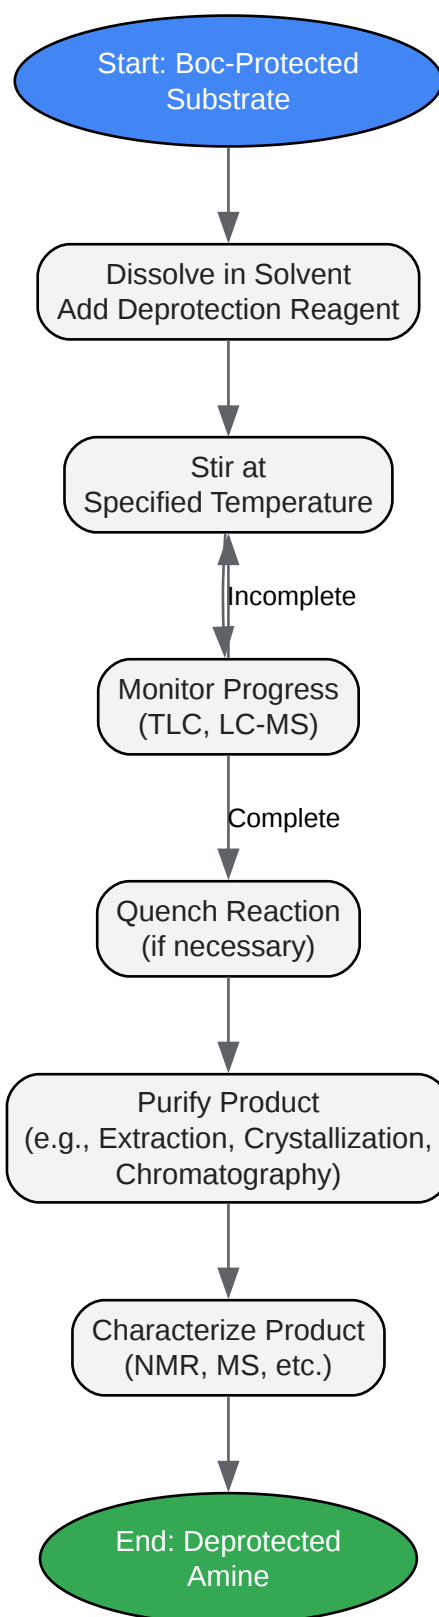 Start: Boc-Protected
Substrate
Dissolve in Solvent
Add Deprotection Reagent
Stir at
Specified Temperature
Incomplete
Monitor Progress
(TLC, LC-MS)
Complete
Quench Reaction
(if necessary)
Purify Product
(e.g., Extraction, Crystallization,
Chromatography)
Characterize Product
(NMR, MS, etc.)
End: Deprotected
Amine